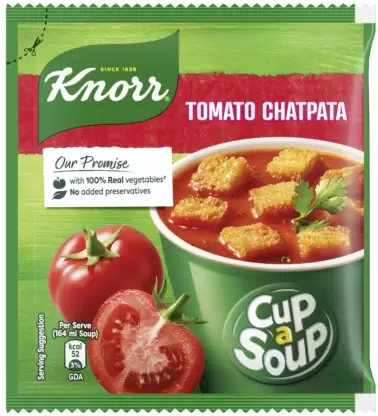 SINCE 1838
Knorr®
TOMATO CHATPATA
Our Promise
with 100% Real vegetables#
No added preservatives
Cup
a
Soup
Serving Suggestion
Per Serve
(164 ml Soup)
kcal
52
3%
GDA